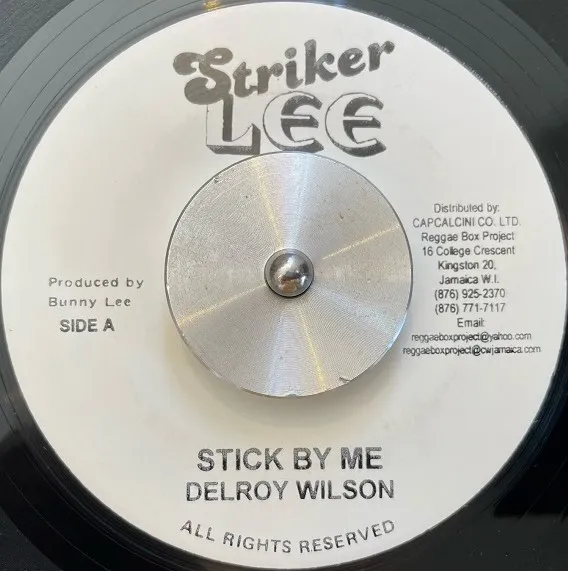 Striker
LEE
Produced by
Bunny Lee
SIDE A
Distributed by:
CAPCALCINI CO. LTD.
Reggae Box Project
16 College Crescent
Kingston 20,
Jamaica W.I.
(876) 925-2370
(876) 771-7117
Email:
reggaeboxproject@yahoo.com
reggaeboxproject@cwjamaica.com
STICK BY ME
DELROY WILSON
ALL RIGHTS RESERVED